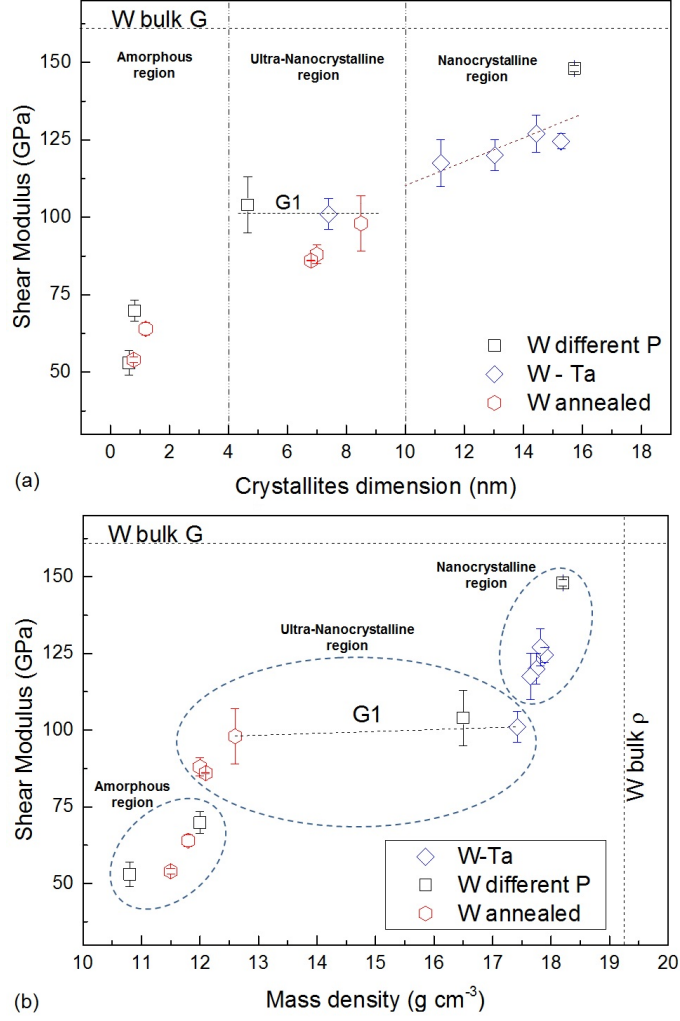 W bulk G
Amorphous
region
Ultra-Nanocrystalline
region
Nanocrystalline
region
G1
Shear Modulus (GPa)
150
125
100
75
50
W different P
W - Ta
W annealed
0 2 4 6 8 10 12 14 16 18
Crystallites dimension (nm)
(a)
W bulk G
Nanocrystalline
region
Ultra-Nanocrystalline
region
G1
Amorphous
region
W bulk ρ
Shear Modulus (GPa)
150
125
100
75
50
W-Ta
W different P
W annealed
10 11 12 13 14 15 16 17 18 19 20
Mass density (g cm-3)
(b)